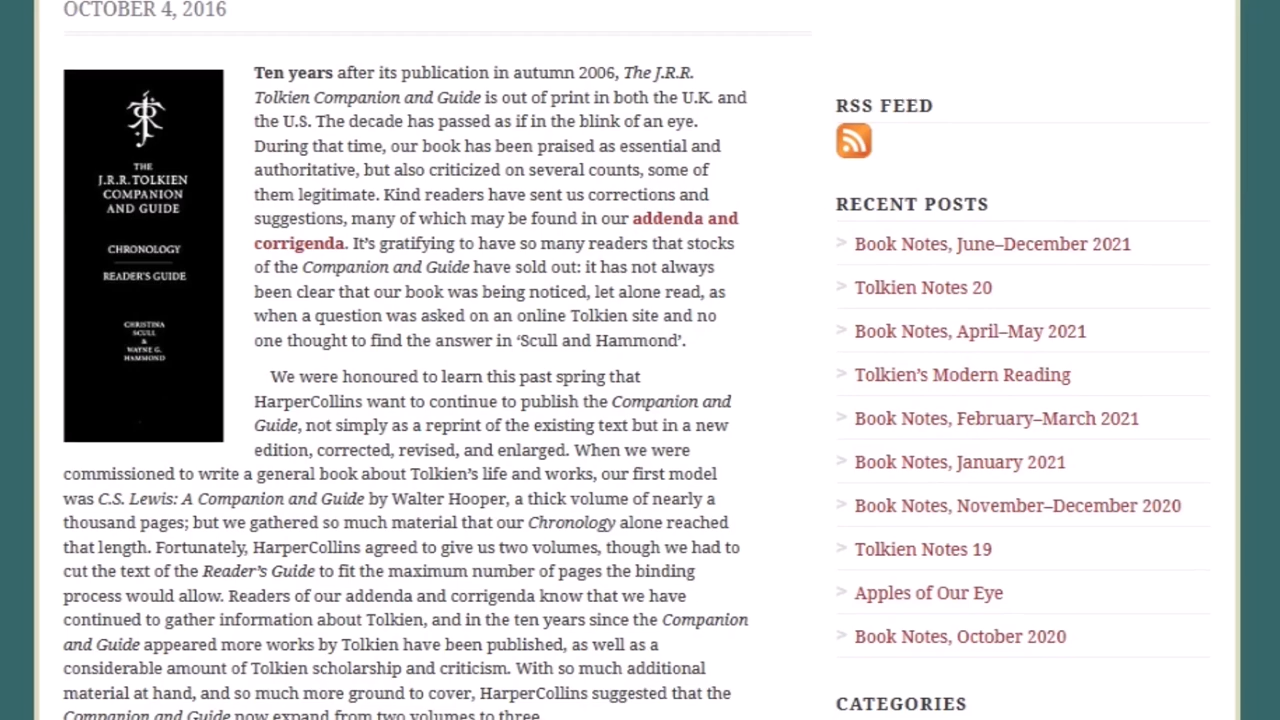 OCTOBER 4, 2016
THE
J.R.R. TOLKIEN
COMPANION
AND GUIDE
CHRONOLOGY
READER'S GUIDE
CHRISTINA
SCULL
&
WAYNE G.
HAMMOND
Ten years after its publication in autumn 2006, The J.R.R.
Tolkien Companion and Guide is out of print in both the U.K. and
the U.S. The decade has passed as if in the blink of an eye.
During that time, our book has been praised as essential and
authoritative, but also criticized on several counts, some of
them legitimate. Kind readers have sent us corrections and
suggestions, many of which may be found in our addenda and
corrigenda. It’s gratifying to have so many readers that stocks
of the Companion and Guide have sold out: it has not always
been clear that our book was being noticed, let alone read, as
when a question was asked on an online Tolkien site and no
one thought to find the answer in ‘Scull and Hammond’.
We were honoured to learn this past spring that
HarperCollins want to continue to publish the Companion and
Guide, not simply as a reprint of the existing text but in a new
edition, corrected, revised, and enlarged. When we were
commissioned to write a general book about Tolkien’s life and works, our first model
was C.S. Lewis: A Companion and Guide by Walter Hooper, a thick volume of nearly a
thousand pages; but we gathered so much material that our Chronology alone reached
that length. Fortunately, HarperCollins agreed to give us two volumes, though we had to
cut the text of the Reader’s Guide to fit the maximum number of pages the binding
process would allow. Readers of our addenda and corrigenda know that we have
continued to gather information about Tolkien, and in the ten years since the Companion
and Guide appeared more works by Tolkien have been published, as well as a
considerable amount of Tolkien scholarship and criticism. With so much additional
material at hand, and so much more ground to cover, HarperCollins suggested that the
Companion and Guide now expand from two volumes to three.
RSS FEED
RECENT POSTS
> Book Notes, June–December 2021
> Tolkien Notes 20
> Book Notes, April–May 2021
> Tolkien’s Modern Reading
> Book Notes, February–March 2021
> Book Notes, January 2021
> Book Notes, November–December 2020
> Tolkien Notes 19
> Apples of Our Eye
> Book Notes, October 2020
CATEGORIES